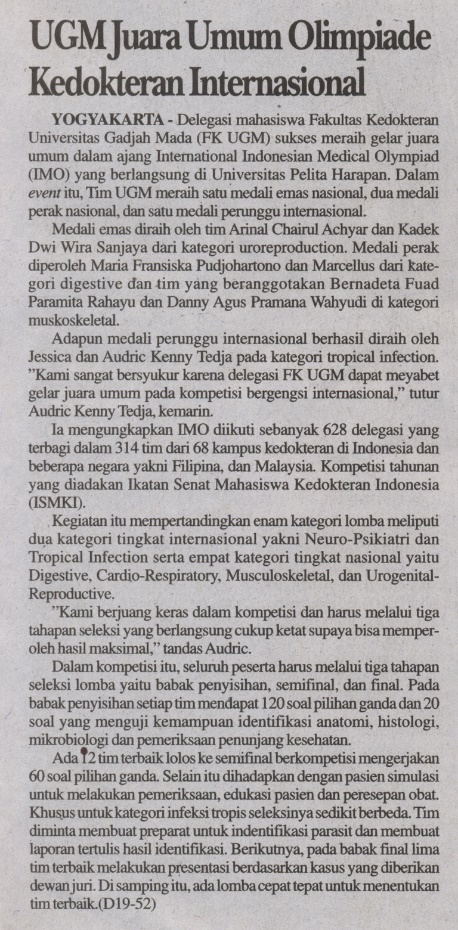 UGM Juara Umum Olimpiade
Kedokteran Internasional
YOGYAKARTA - Delegasi mahasiswa Fakultas Kedokteran
Universitas Gadjah Mada (FK UGM) sukses meraih gelar juara
umum dalam ajang International Indonesian Medical Olympiad
(IMO) yang berlangsung di Universitas Pelita Harapan. Dalam
event itu, Tim UGM meraih satu medali emas nasional, dua medali
perak nasional, dan satu medali perunggu internasional.
Medali emas diraih oleh tim Arinal Chairul Achyar dan Kadek
Dwi Wira Sanjaya dari kategori uroreproduction. Medali perak
diperoleh Maria Fransiska Pudjohartono dan Marcellus dari kate-
gori digestive dan tim yang beranggotakan Bernadeta Fuad
Paramita Rahayu dan Danny Agus Pramana Wahyudi di kategori
muskoskeletal.
Adapun medali perunggu internasional berhasil diraih oleh
Jessica dan Audric Kenny Tedja pada kategori tropical infection.
”Kami sangat bersyukur karena delegasi FK UGM dapat meyabet
gelar juara umum pada kompetisi bergengsi internasional,” tutur
Audric Kenny Tedja, kemarin.
Ia mengungkapkan IMO diikuti sebanyak 628 delegasi yang
terbagi dalam 314 tim dari 68 kampus kedokteran di Indonesia dan
beberapa negara yakni Filipina, dan Malaysia. Kompetisi tahunan
yang diadakan Ikatan Senat Mahasiswa Kedokteran Indonesia
(ISMKI).
Kegiatan itu mempertandingkan enam kategori lomba meliputi
dua kategori tingkat internasional yakni Neuro-Psikiatri dan
Tropical Infection serta empat kategori tingkat nasional yaitu
Digestive, Cardio-Respiratory, Musculoskeletal, dan Urogenital-
Reproductive.
”Kami berjuang keras dalam kompetisi dan harus melalui tiga
tahapan seleksi yang berlangsung cukup ketat supaya bisa memper-
oleh hasil maksimal,” tandas Audric.
Dalam kompetisi itu, seluruh peserta harus melalui tiga tahapan
seleksi lomba yaitu babak penyisihan, semifinal, dan final. Pada
babak penyisihan setiap tim mendapat 120 soal pilihan ganda dan 20
soal yang menguji kemampuan identifikasi anatomi, histologi,
mikrobiologi dan pemeriksaan penunjang kesehatan.
Ada 12 tim terbaik lolos ke semifinal berkompetisi mengerjakan
60 soal pilihan ganda. Selain itu dihadapkan dengan pasien simulasi
untuk melakukan pemeriksaan, edukasi pasien dan peresepan obat.
Khusus untuk kategori infeksi tropis seleksinya sedikit berbeda. Tim
diminta membuat preparat untuk indentifikasi parasit dan membuat
laporan tertulis hasil identifikasi. Berikutnya, pada babak final lima
tim terbaik melakukan presentasi berdasarkan kasus yang diberikan
dewan juri. Di samping itu, ada lomba cepat tepat untuk menentukan
tim terbaik.(D19-52)